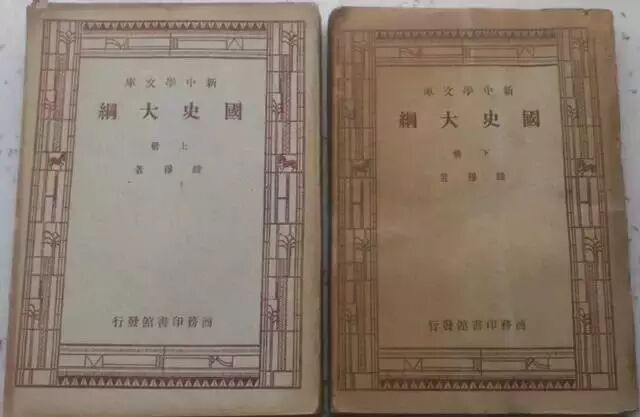 新中學文庫
國史大綱
上冊
錢穆著
商務印書館發行
新中學文庫
國史大綱
下冊
錢穆著
商務印書館發行